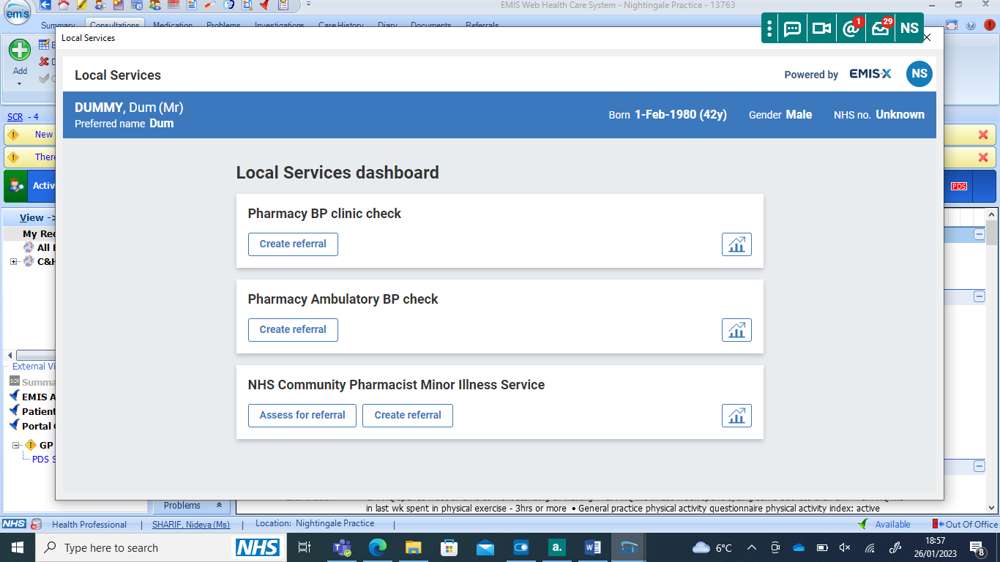 emis
EMIS Web Health Care System - Nightingale Practice - 13763
Summary Consultations Medication Problems Investigations Care History Diary Documents Referrals
1 29 NS
Local Services
Add
Local Services
Powered by EMIS-X NS
DUMMY, Dum (Mr)
Preferred name Dum
Born 1-Feb-1980 (42y) Gender Male NHS no. Unknown
SCR - 4
New
There
Activ
PDS
View ->
My Rec
All
C&H
Local Services dashboard
Pharmacy BP clinic check
Create referral
Pharmacy Ambulatory BP check
Create referral
NHS Community Pharmacist Minor Illness Service
Assess for referral Create referral
External Vi
SCR Summa
EMIS A
Patient
Portal
GP
PDS S
Problems
in last wk spent in physical exercise - 3hrs or more • General practice physical activity questionnaire physical activity index: active
NHS Health Professional | SHARIF, Nideya (Ms) | Location: Nightingale Practice |
Available Out Of Office
Type here to search NHS
a.
6°C
18:57
26/01/2023
8